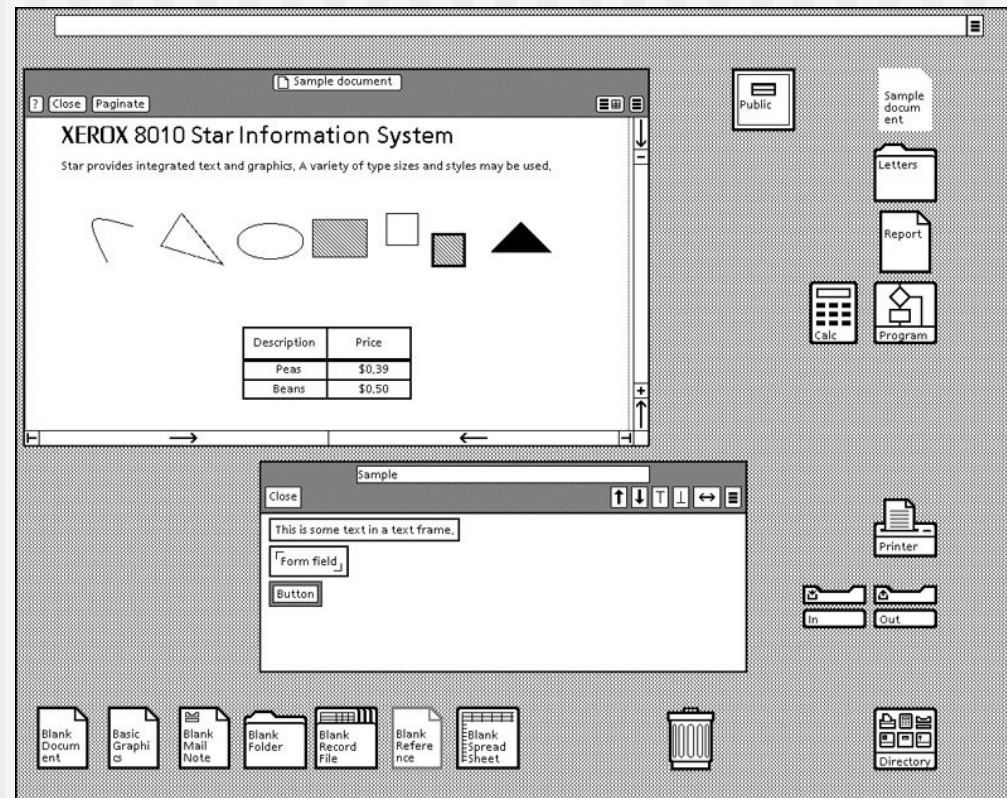 Sample document
? Close Paginate
XEROX 8010 Star Information System
Star provides integrated text and graphics. A variety of type sizes and styles may be used.
Description Price
Peas $0.39
Beans $0.50
Public
Sample
docum
ent
Letters
Report
Calc
Program
Sample
Close
This is some text in a text frame.
Form field
Button
Printer
In
Out
Blank
Docum
ent
Basic
Graphi
cs
Blank
Mail
Note
Blank
Folder
Blank
Record
File
Blank
Refere
nce
Blank
Spread
Sheet
Directory